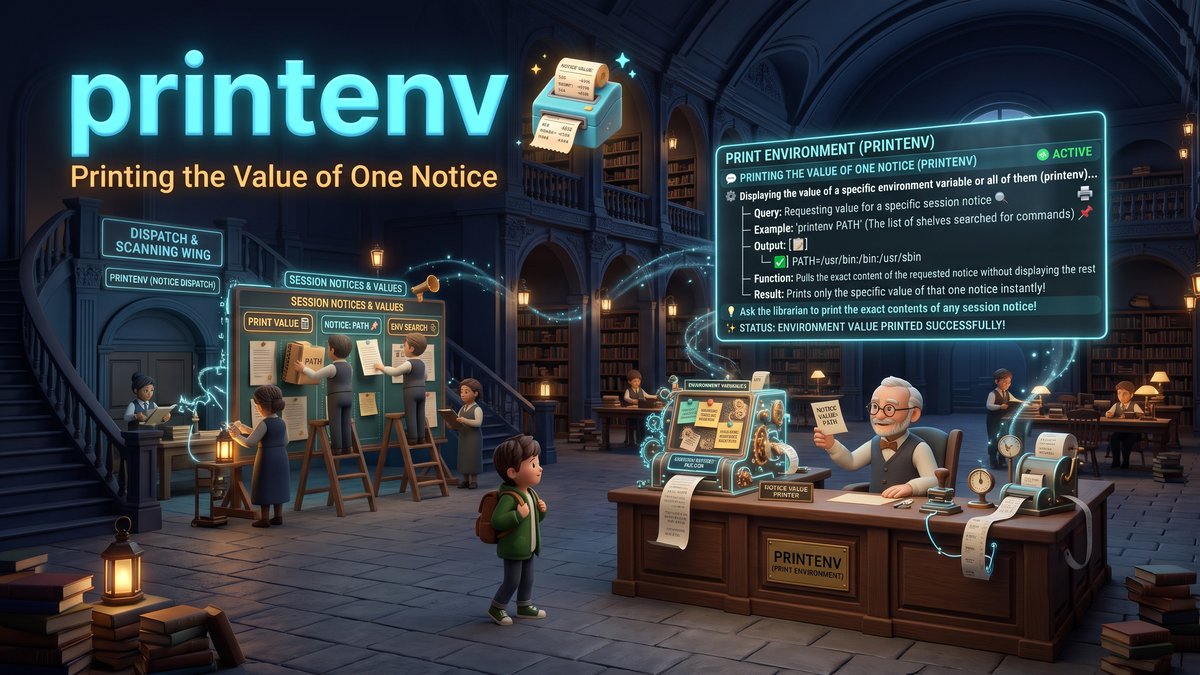 printenv
Printing the Value of One Notice
NOTICE VALUE
DISPATCH &
SCANNING WING
PRINTENV (NOTICE DISPATCH)
SESSION NOTICES & VALUES
SESSION NOTICES & VALUES
PRINT VALUE
NOTICE: PATH
ENV SEARCH
PATH
PRINT ENVIRONMENT (PRINTENV)
ACTIVE
PRINTING THE VALUE OF ONE NOTICE (PRINTENV)
Displaying the value of a specific environment variable or all of them (printenv)...
Query: Requesting value for a specific session notice
Example: 'printenv PATH' (The list of shelves searched for commands)
Output: [📝]
✅] PATH=/usr/bin:/bin:/usr/sbin
Function: Pulls the exact content of the requested notice without displaying the rest
Result: Prints only the specific value of that one notice instantly!
Ask the librarian to print the exact contents of any session notice!
STATUS: ENVIRONMENT VALUE PRINTED SUCCESSFULLY!
ENVIRONMENT VARIABLES
NOTICE
VALUE:
PATH
NOTICE VALUE
PRINTER
PRINTENV
(PRINT ENVIRONMENT)